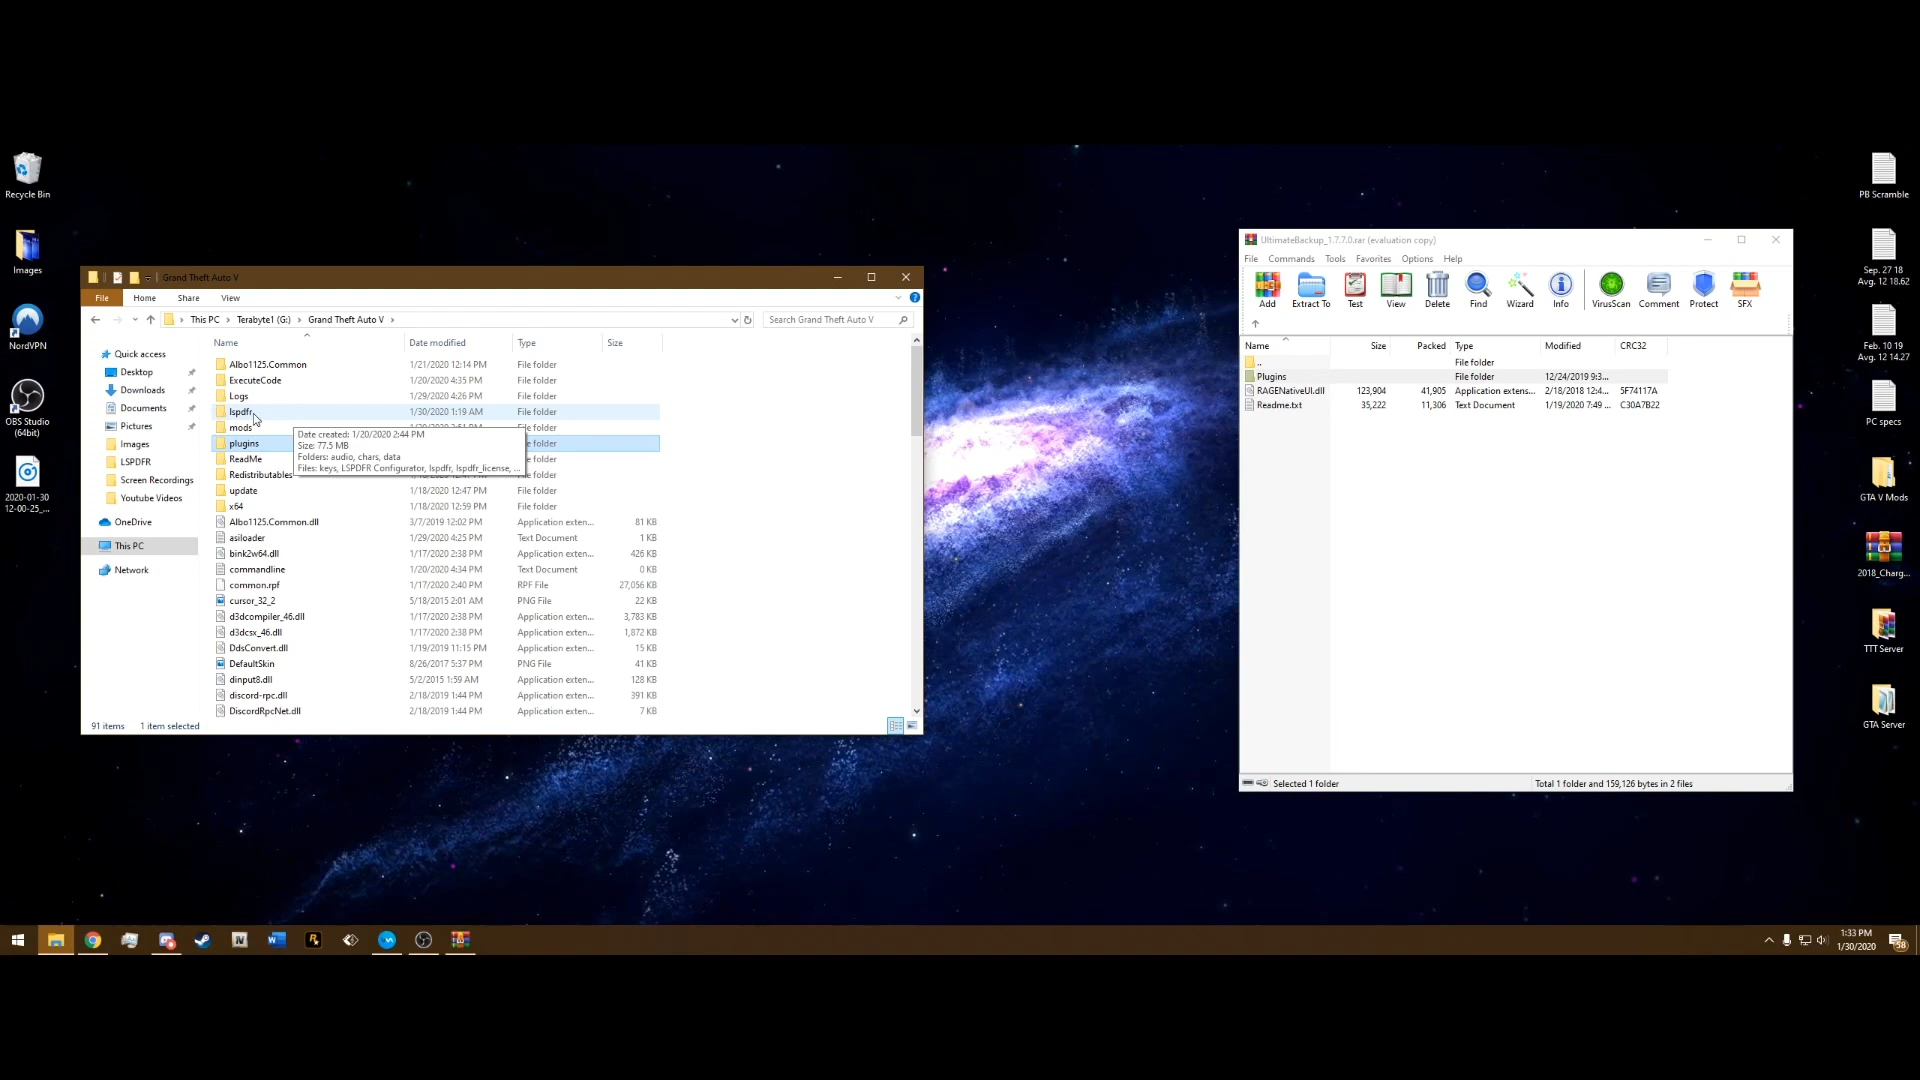 Recycle Bin
Images
NordVPN
OBS Studio
(64bit)
2020-01-30
12-00-25_...
Grand Theft Auto V
File
Home
Share
View
This PC
Terabyte1 (G:)
Grand Theft Auto V
Search Grand Theft Auto V
Quick access
Desktop
Downloads
Documents
Pictures
Images
LSPDFR
Screen Recordings
Youtube Videos
OneDrive
This PC
Network
Name Date modified Type Size
Albo1125.Common 1/21/2020 12:14 PM File folder
ExecuteCode 1/20/2020 4:35 PM File folder
Logs 1/29/2020 4:26 PM File folder
lspdfr 1/30/2020 1:19 AM File folder
mods File folder
plugins folder
ReadMe folder
Redistributables folder
Date created: 1/20/2020 2:44 PM
Size: 77.5 MB
Folders: audio, chars, data
Files: keys, LSPDFR Configurator, lspdfr, lspdfr_license, ...
update 1/18/2020 12:47 PM File folder
x64 1/18/2020 12:59 PM File folder
Albo1125.Common.dll 3/7/2019 12:02 PM Application exten... 81 KB
asiloader 1/29/2020 4:25 PM Text Document 1 KB
bink2w64.dll 1/17/2020 2:38 PM Application exten... 426 KB
commandline 1/20/2020 4:34 PM Text Document 0 KB
common.rpf 1/17/2020 2:40 PM RPF File 27,056 KB
cursor_32_2 5/18/2015 2:01 AM PNG File 22 KB
d3dcompiler_46.dll 1/17/2020 2:38 PM Application exten... 3,783 KB
d3dcsx_46.dll 1/17/2020 2:38 PM Application exten... 1,872 KB
DdsConvert.dll 1/19/2019 11:15 PM Application exten... 15 KB
DefaultSkin 8/26/2017 5:37 PM PNG File 41 KB
dinput8.dll 5/2/2015 1:59 AM Application exten... 128 KB
discord-rpc.dll 2/18/2019 1:44 PM Application exten... 391 KB
DiscordRpcNet.dll 2/18/2019 1:44 PM Application exten... 7 KB
91 items 1 item selected
UltimateBackup_1.7.7.0.rar (evaluation copy)
File Commands Tools Favorites Options Help
Add Extract To Test View Delete Find Wizard Info VirusScan Comment Protect SFX
Name Size Packed Type Modified CRC32
.. File folder
Plugins File folder 12/24/2019 9:3...
RAGENativeUI.dll 123,904 41,905 Application extens... 2/18/2018 12:4... 5F74117A
Readme.txt 35,222 11,306 Text Document 1/19/2020 7:49 ... C30A7B22
Selected 1 folder
Total 1 folder and 159,126 bytes in 2 files
PB Scramble
Sep. 27 18
Avg. 12 18.62
Feb. 10 19
Avg. 12 14.27
PC specs
GTA V Mods
2018_Charg...
TTT Server
GTA Server
1:33 PM
1/30/2020
58